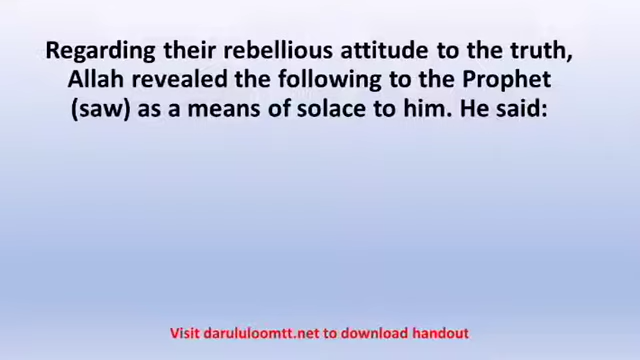 Regarding their rebellious attitude to the truth,
Allah revealed the following to the Prophet
(saw) as a means of solace to him. He said:
Visit darululoomtt.net to download handout